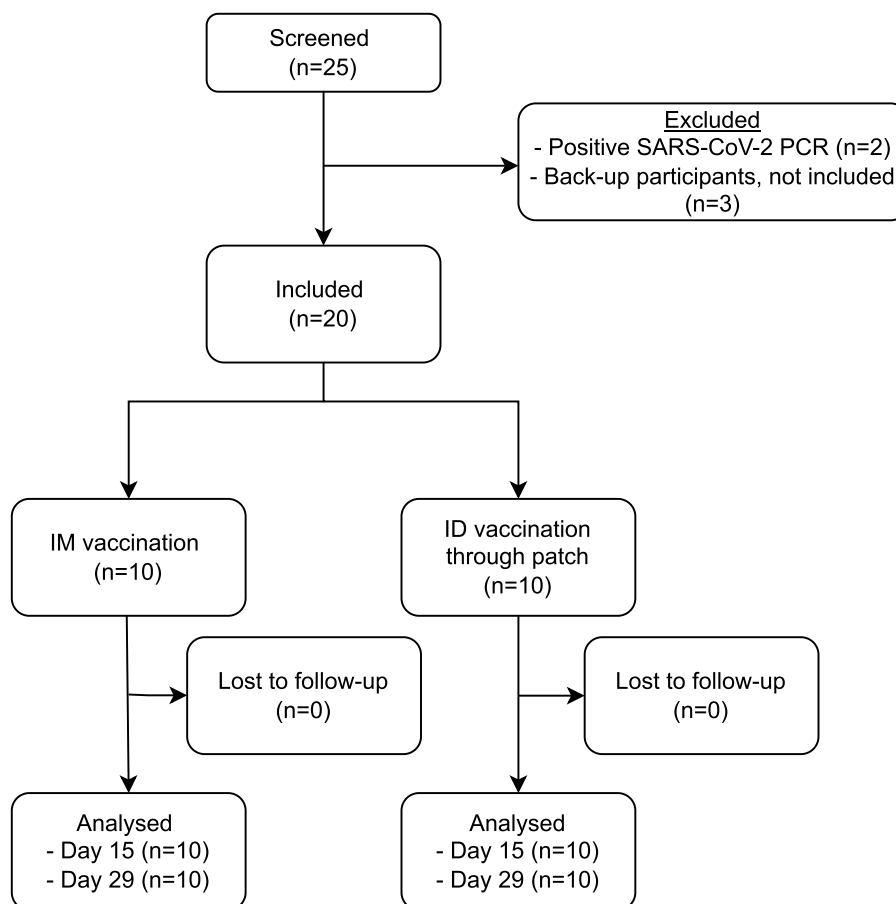 Screened
(n=25)
Excluded
- Positive SARS-CoV-2 PCR (n=2)
- Back-up participants, not included
(n=3)
Included
(n=20)
IM vaccination
(n=10)
ID vaccination
through patch
(n=10)
Lost to follow-up
(n=0)
Lost to follow-up
(n=0)
Analysed
- Day 15 (n=10)
- Day 29 (n=10)
Analysed
- Day 15 (n=10)
- Day 29 (n=10)